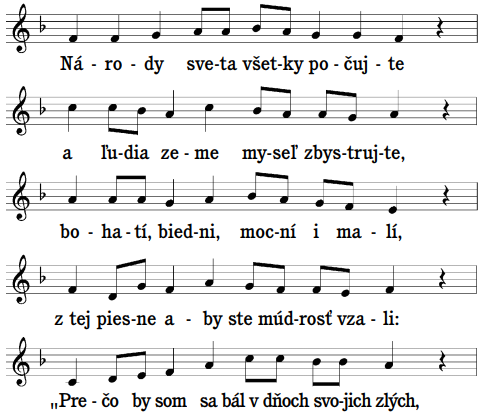 Ná - ro - dy sve-ta všet-ky po-čuj-te
a ľu-dia ze-me my-seľ zbys-truj-te,
bo-ha-tí, bied-ni, moc-ní i ma-lí,
z tej pies-ne a - by ste múd-rosť vza-li:
„Pre-čo by som sa bál v dňoch svo-jich zlých,